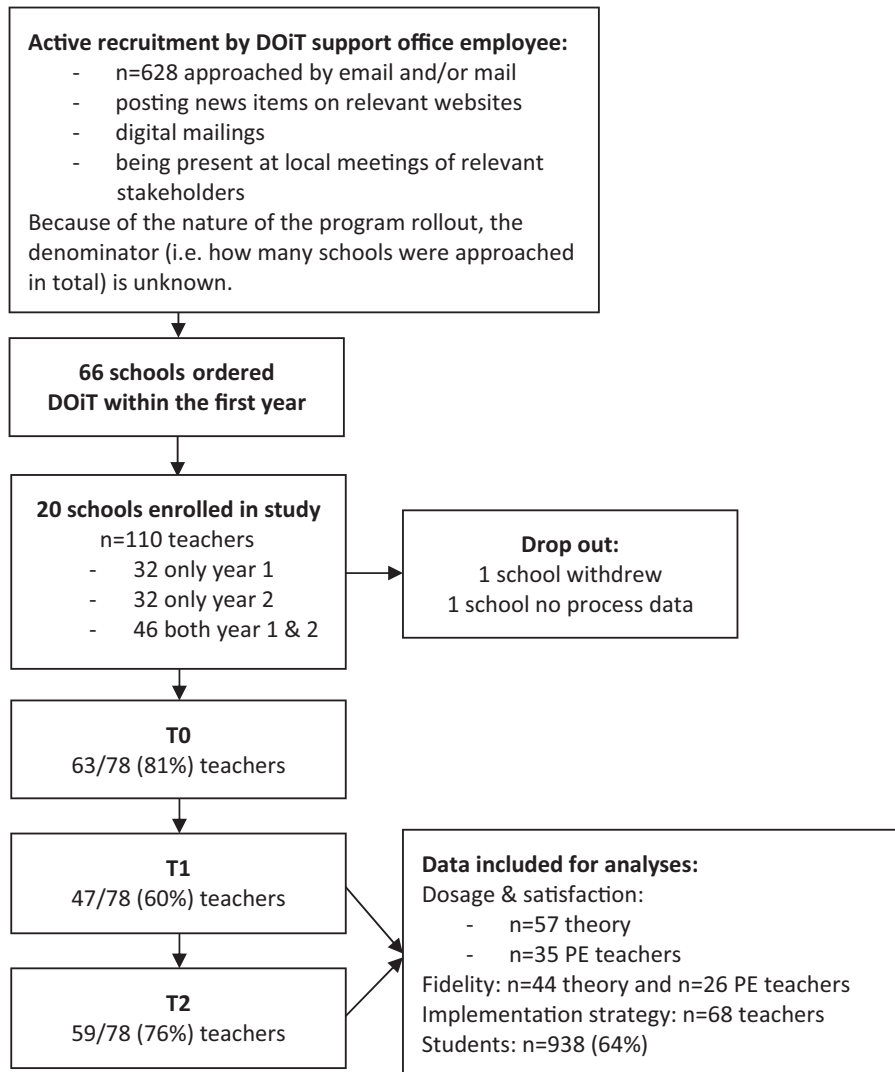 Active recruitment by DOiT support office employee:
- n=628 approached by email and/or mail
- posting news items on relevant websites
- digital mailings
- being present at local meetings of relevant
stakeholders
Because of the nature of the program rollout, the
denominator (i.e. how many schools were approached
in total) is unknown.
66 schools ordered
DOiT within the first year
20 schools enrolled in study
n=110 teachers
- 32 only year 1
- 32 only year 2
- 46 both year 1 & 2
Drop out:
1 school withdrew
1 school no process data
T0
63/78 (81%) teachers
T1
47/78 (60%) teachers
T2
59/78 (76%) teachers
Data included for analyses:
Dosage & satisfaction:
- n=57 theory
- n=35 PE teachers
Fidelity: n=44 theory and n=26 PE teachers
Implementation strategy: n=68 teachers
Students: n=938 (64%)